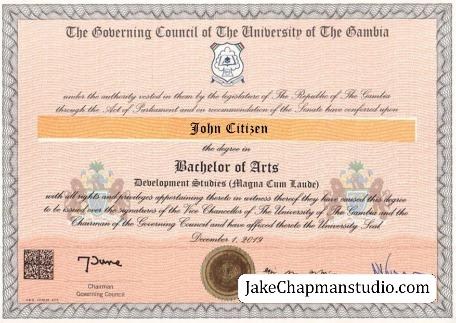 The Governing Council of The University of The Gambia
under the authority vested in them by the legislature of The Republic of The Gambia
through the Act of Parliament and on recommendation of the Senate have conferred upon
John Citizen
the degree in
Bachelor of Arts
Development Studies (Magna Cum Laude)
with all rights and privileges appertaining thereto in witness thereof they have caused this degree
to be issued over the signatures of the Vice Chancellor of The University of The Gambia and the
Chairman of the Governing Council and have affixed thereto the University Seal
December 1, 2019
Chairman
Governing Council
JakeChapmanstudio.com